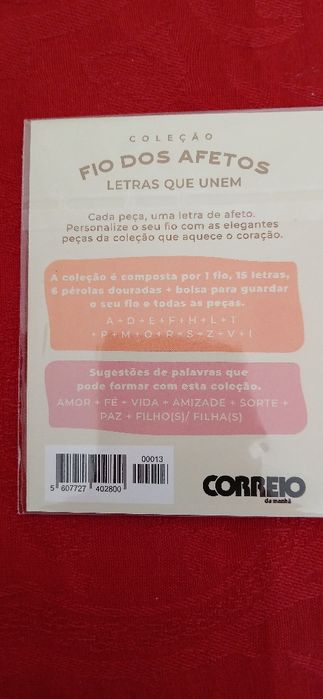 COLEÇÃO
FIO DOS AFETOS
LETRAS QUE UNEM
Cada peça, uma letra de afeto.
Personalize o seu fio com as elegantes
peças da coleção que aquece o coração.
A coleção é composta por 1 fio, 15 letras,
6 pérolas douradas + bolsa para guardar
o seu fio e todas as peças.
A + D + E + F + H + L + T
+ P + M + O + R + S + Z + V + I
Sugestões de palavras que
pode formar com esta coleção.
AMOR + FÉ + VIDA + AMIZADE + SORTE +
PAZ + FILHO(S)/ FILHA(S)
00013
5 607727 402800
CORREIO
da manhã